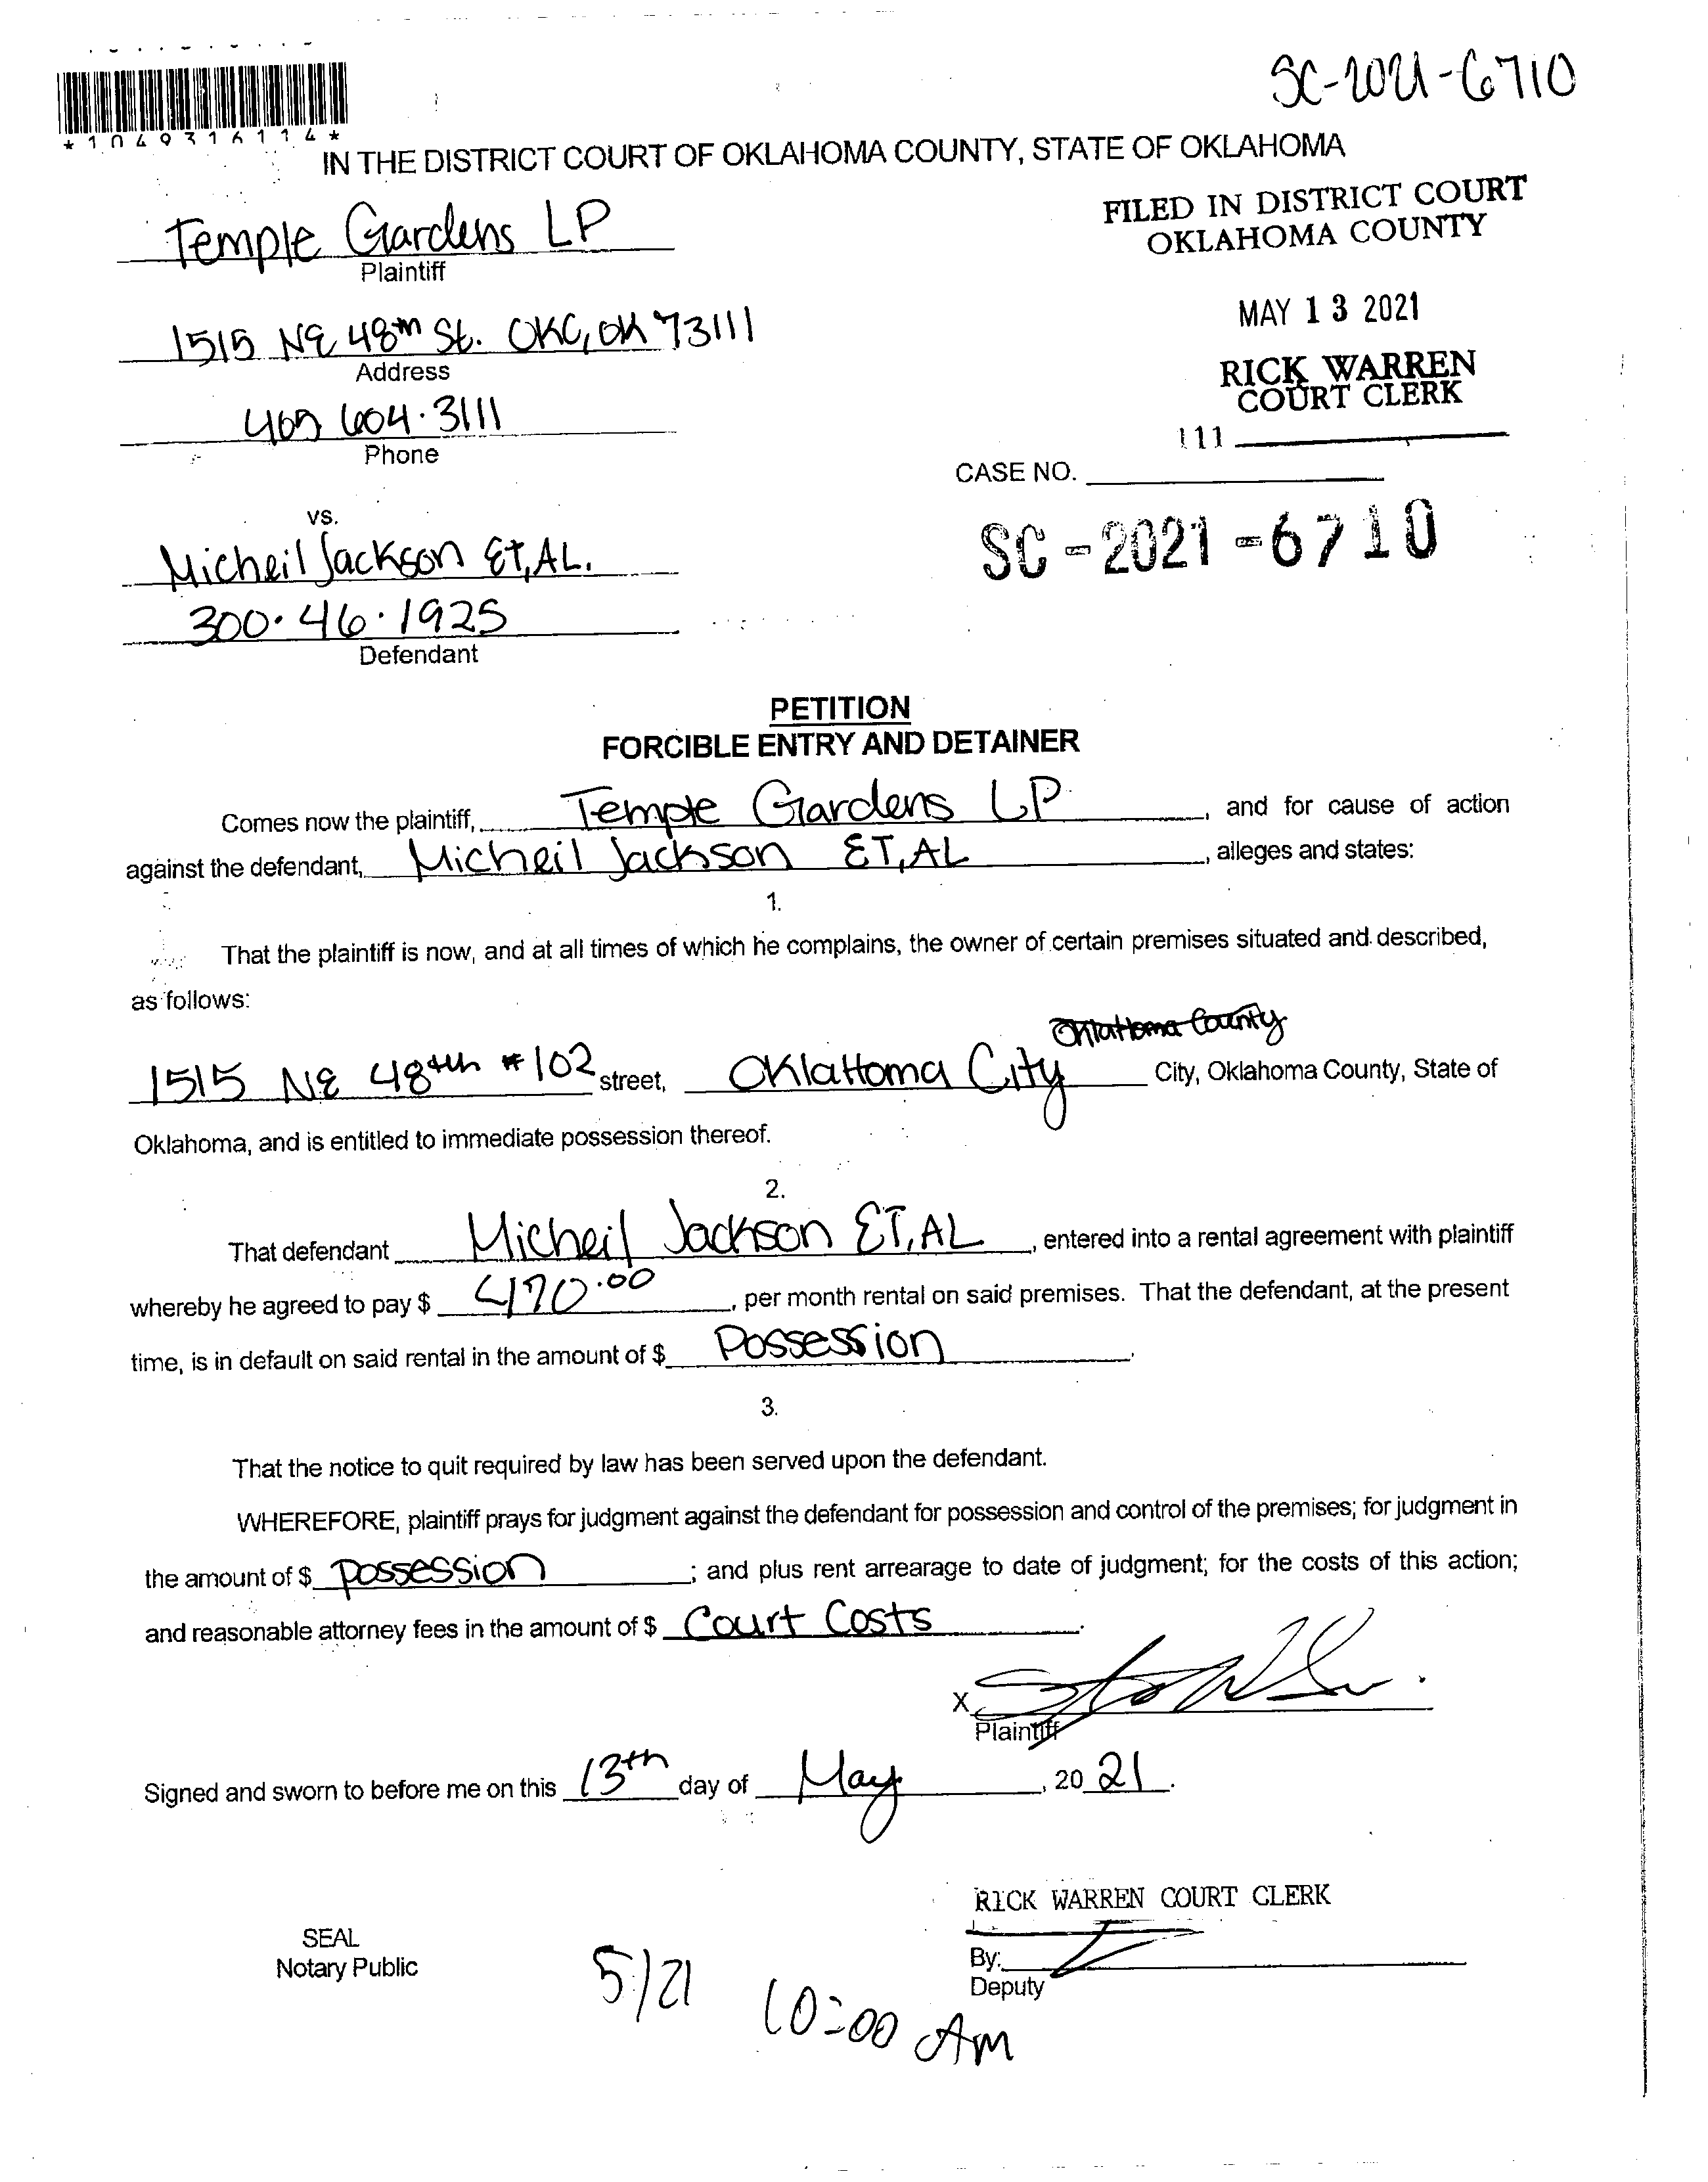 SC-2021-6710
*1049316114*
IN THE DISTRICT COURT OF OKLAHOMA COUNTY, STATE OF OKLAHOMA
FILED IN DISTRICT COURT
OKLAHOMA COUNTY
Temple Gardens LP
Plaintiff
MAY 13 2021
1515 NE 48th St. OKC, OK 73111
Address
RICK WARREN
COURT CLERK
405 604·3111
Phone
111
CASE NO.
SC-2021-6710
vs.
Micheil Jackson ET, AL.
300·46·1925
Defendant
PETITION
FORCIBLE ENTRY AND DETAINER
Comes now the plaintiff, Temple Gardens LP, and for cause of action
against the defendant, Micheil Jackson ET, AL, alleges and states:
1.
That the plaintiff is now, and at all times of which he complains, the owner of certain premises situated and described,
as follows:
Oklahoma County
1515 NE 48th #102 street, Oklahoma City City, Oklahoma County, State of
Oklahoma, and is entitled to immediate possession thereof.
2.
That defendant Micheil Jackson ET, AL, entered into a rental agreement with plaintiff
whereby he agreed to pay $ 470.00, per month rental on said premises. That the defendant, at the present
time, is in default on said rental in the amount of $ Possession.
3.
That the notice to quit required by law has been served upon the defendant.
WHEREFORE, plaintiff prays for judgment against the defendant for possession and control of the premises; for judgment in
the amount of $ possession; and plus rent arrearage to date of judgment; for the costs of this action;
and reasonable attorney fees in the amount of $ Court Costs.
X
Plaintiff
Signed and sworn to before me on this 13th day of May, 20 21.
RICK WARREN COURT CLERK
SEAL
Notary Public
By:
Deputy
5/21 10:00 AM